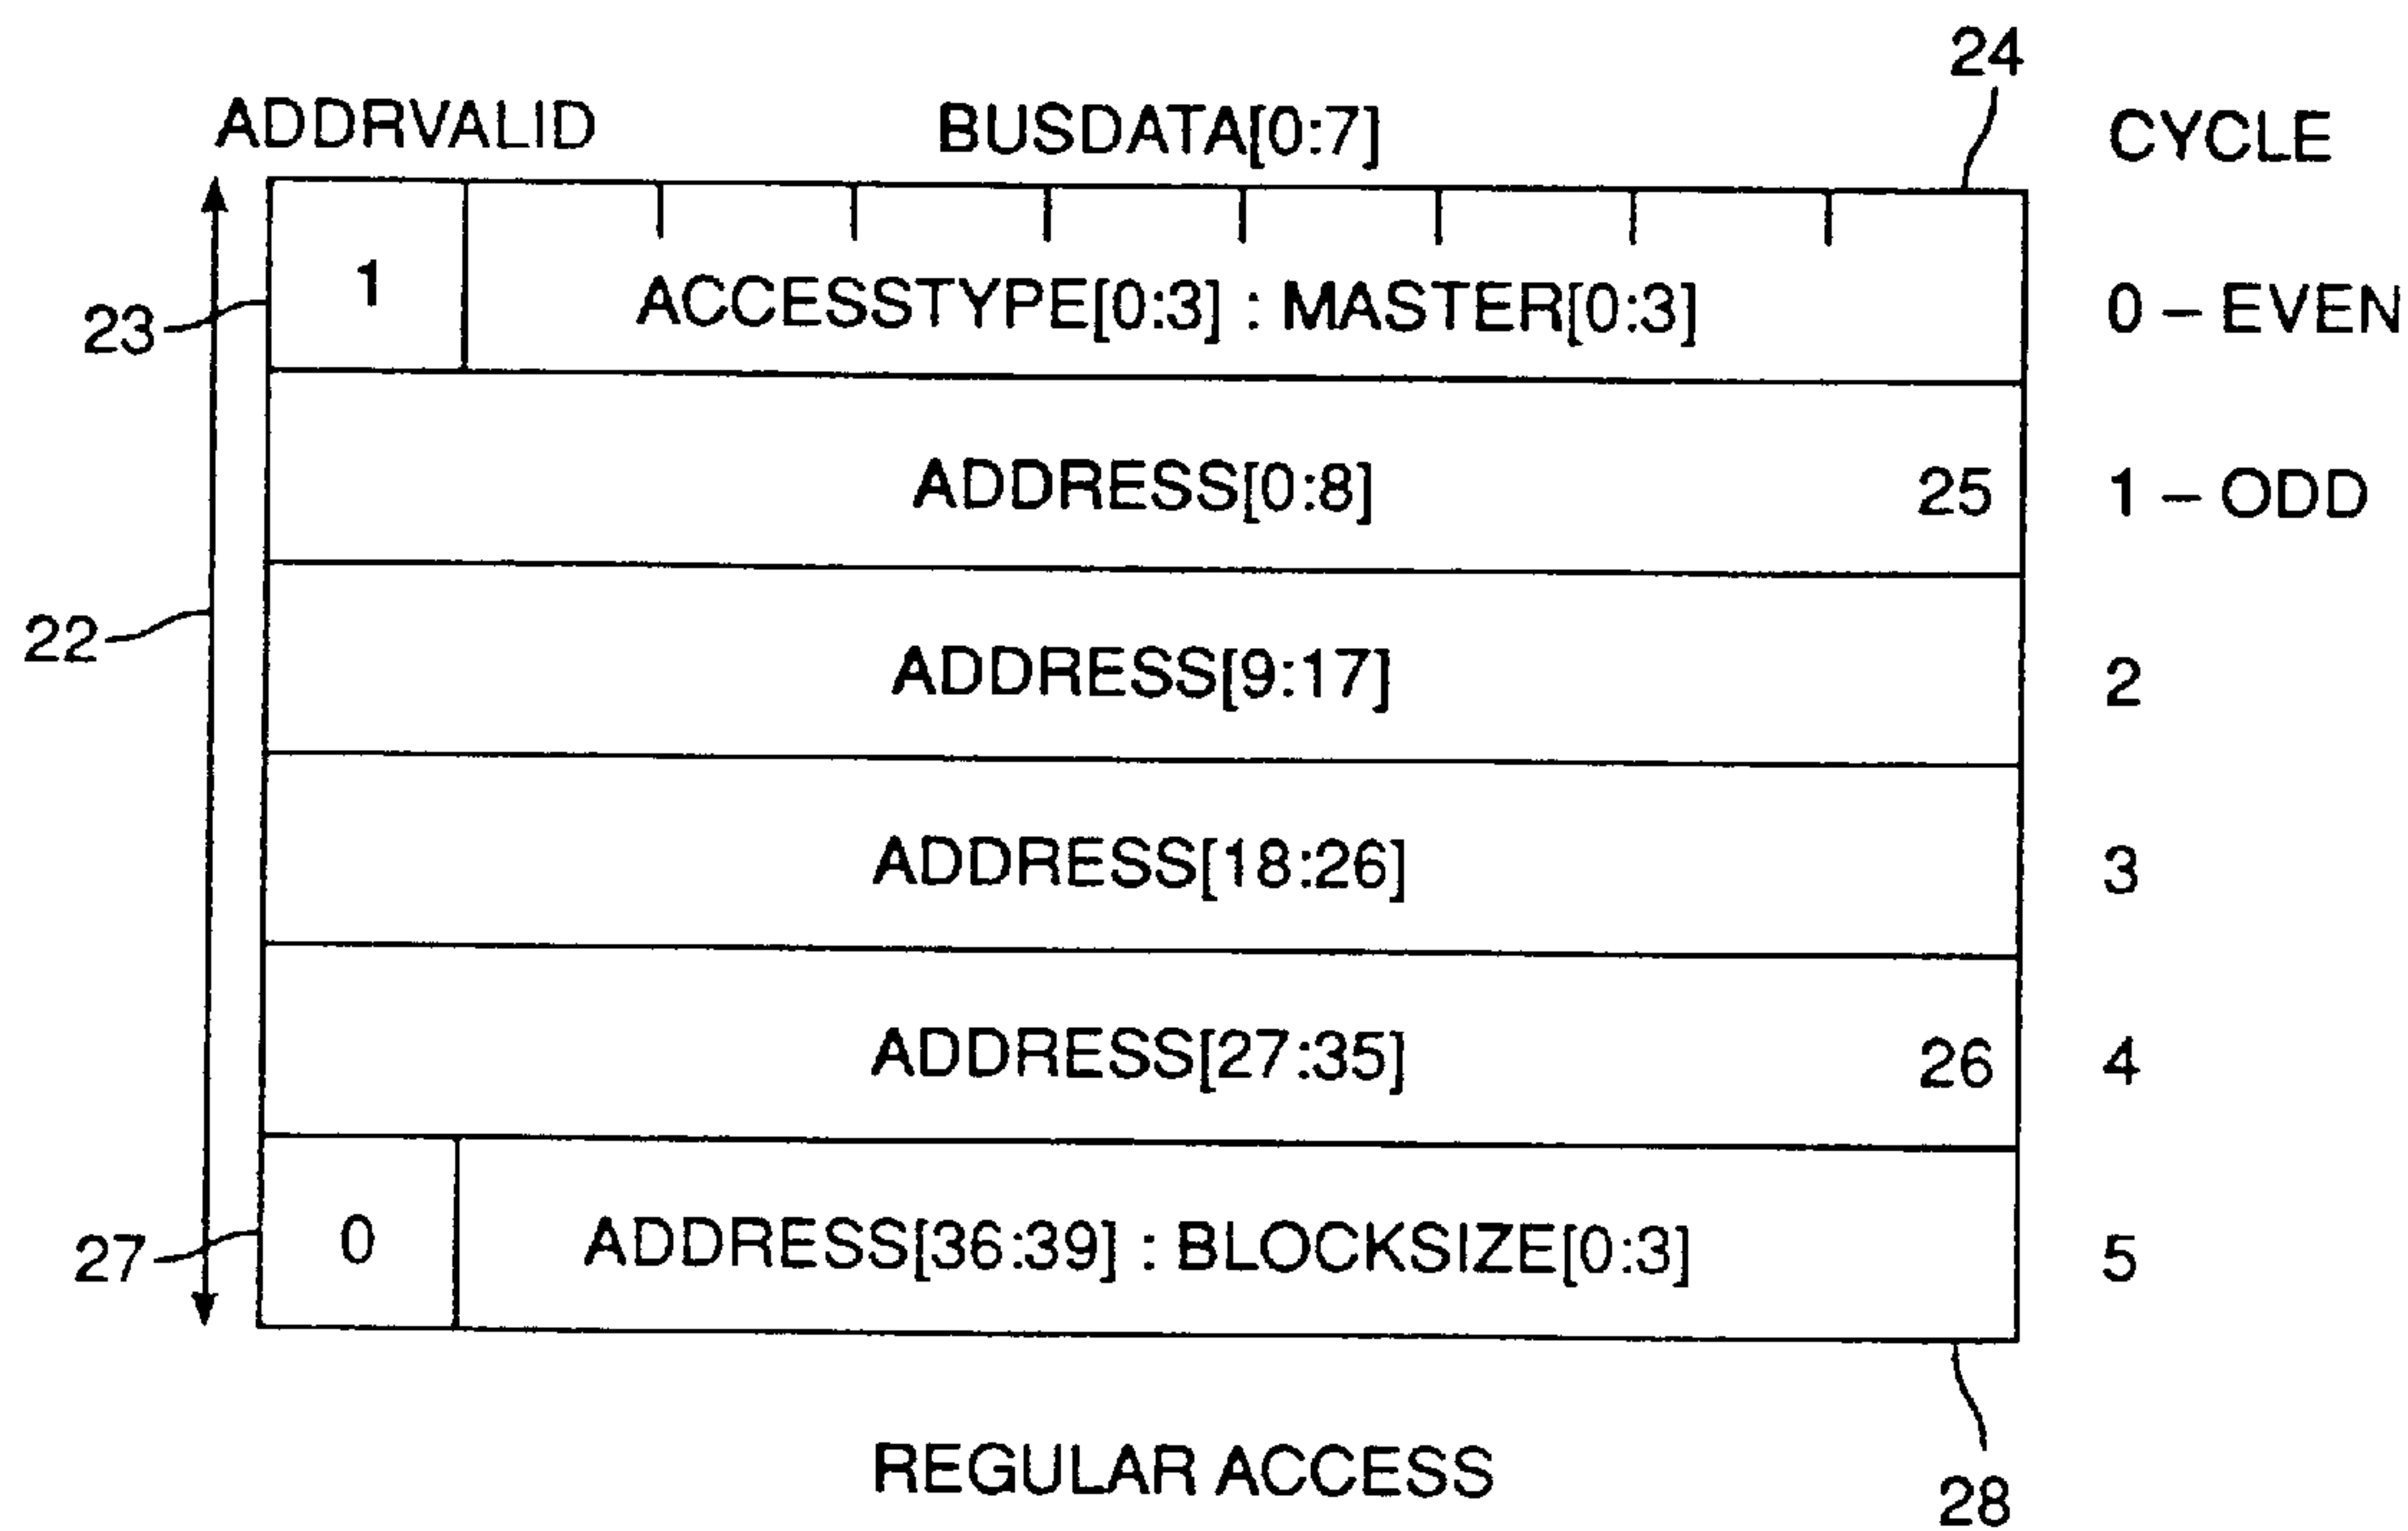 24
ADDRVALID BUSDATA[0:7] CYCLE
1 ACCESSTYPE[0:3] : MASTER[0:3] 0 – EVEN
23
ADDRESS[0:8] 25 1 – ODD
22
ADDRESS[9:17] 2
ADDRESS[18:26] 3
ADDRESS[27:35] 26 4
27 0 ADDRESS[36:39] : BLOCKSIZE[0:3] 5
REGULAR ACCESS
28